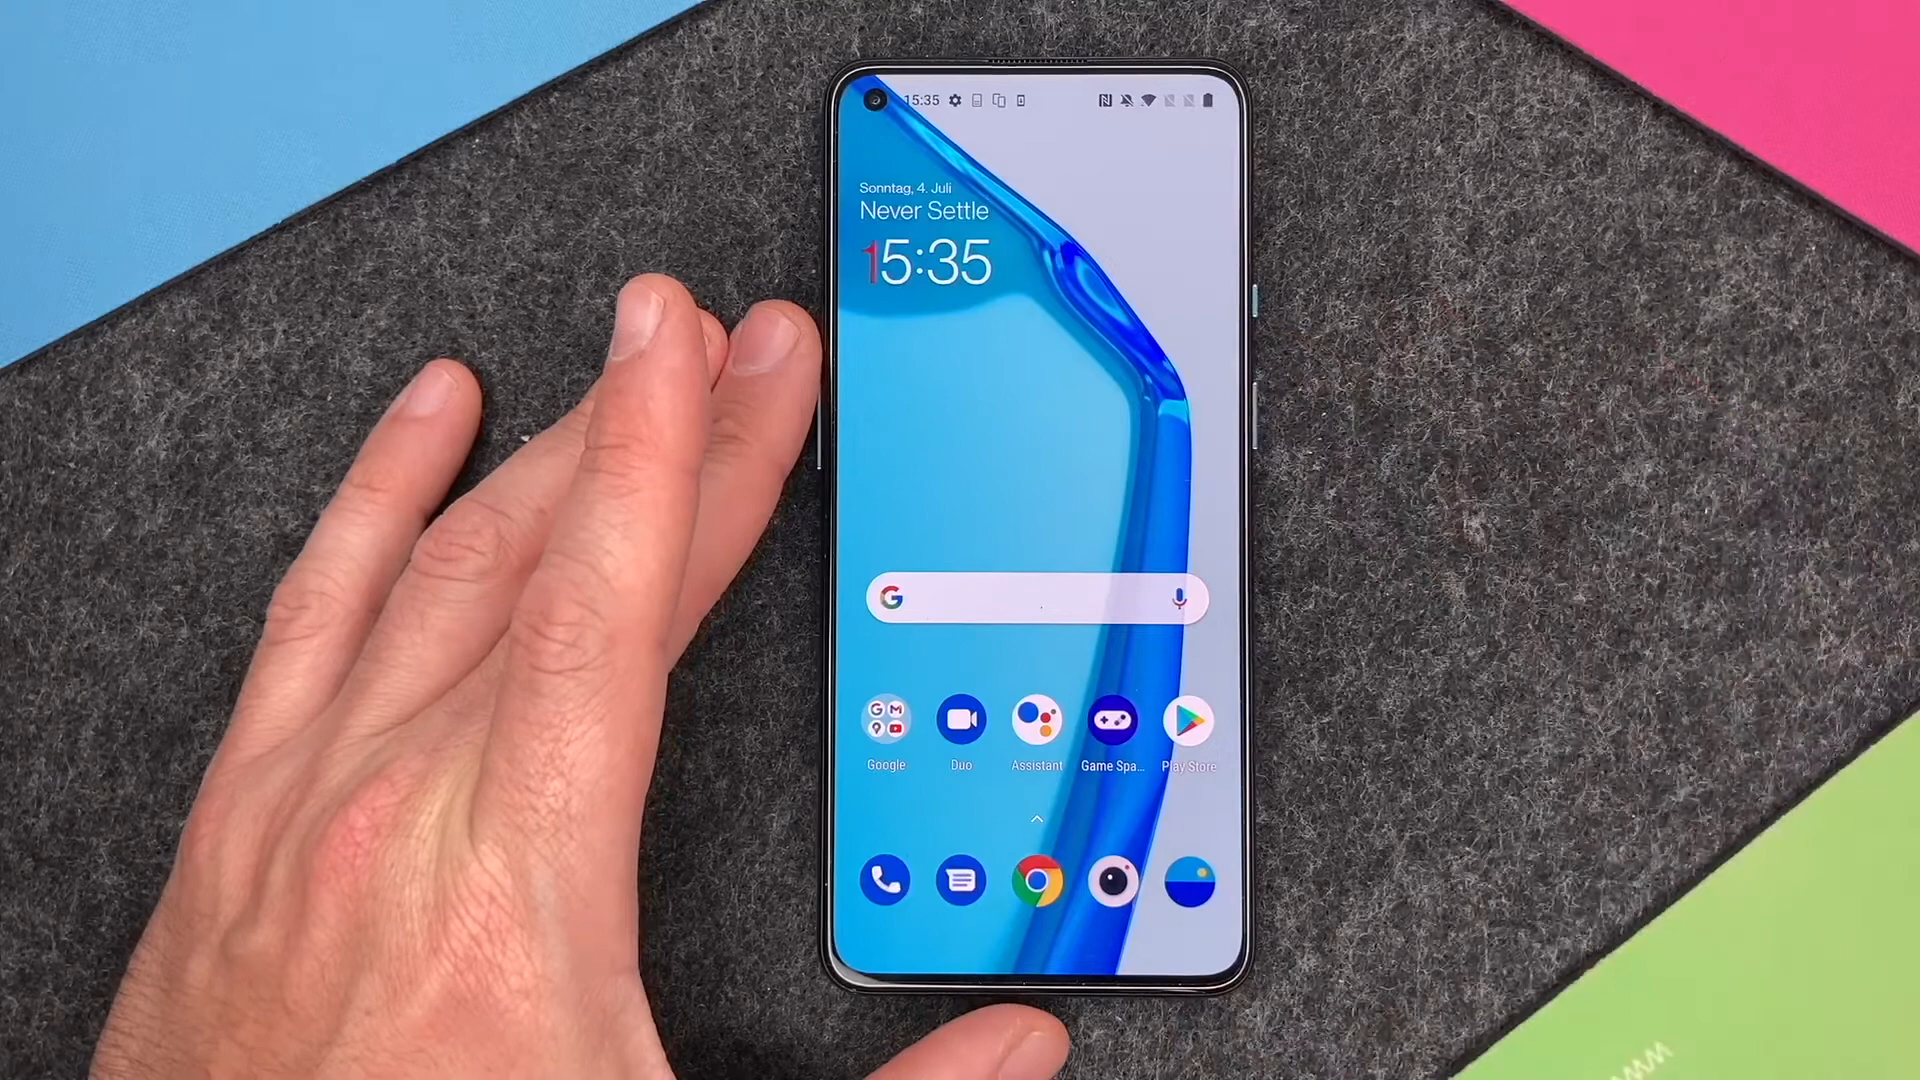 15:35
Sonntag, 4. Juli
Never Settle
15:35
Google
Duo
Assistant
Game Spa...
Play Store